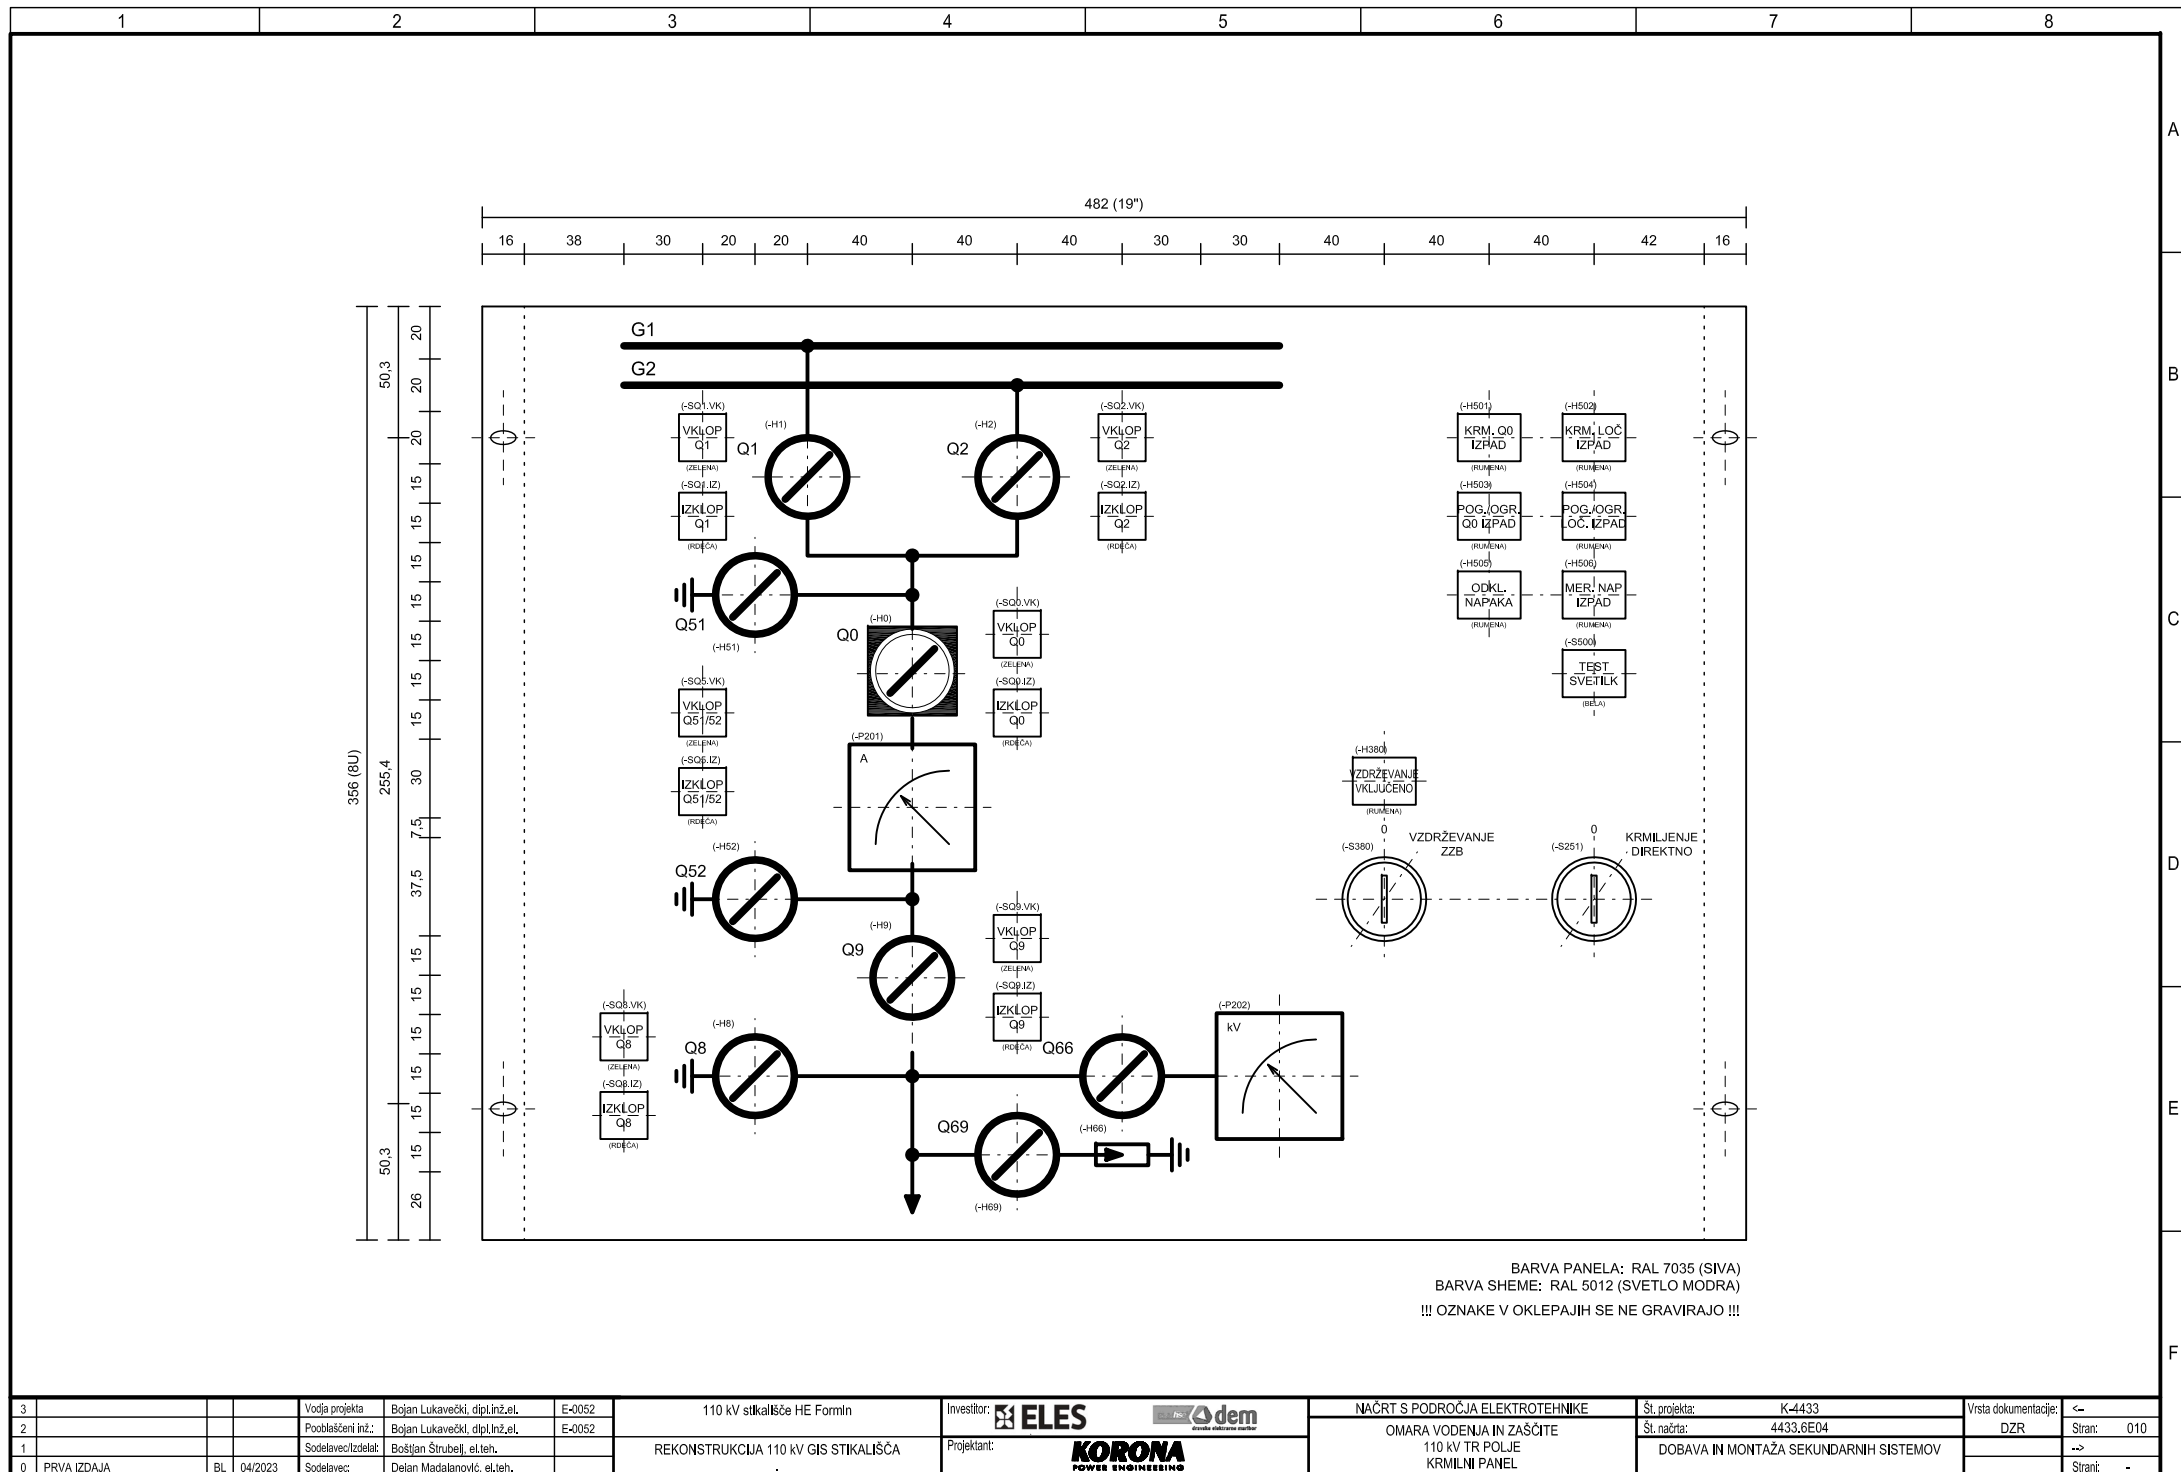 1 2 3 4 5 6 7 8
A
B
C
D
E
F
482 (19")
16 38 30 20 20 40 40 40 30 30 40 40 40 42 16
356 (8U)
50,3
255,4
50,3
20
20
20
15
15
15
15
15
15
15
30
7,5
37,5
15
15
15
15
15
15
26
G1
G2
(-SQ1.VK)
VKLOP
Q1
(ZELENA)
(-SQ1.IZ)
IZKLOP
Q1
(RDEČA)
(-H1)
Q1
(-H2)
Q2
(-SQ2.VK)
VKLOP
Q2
(ZELENA)
(-SQ2.IZ)
IZKLOP
Q2
(RDEČA)
(-H501)
KRM. Q0
IZPAD
(RUMENA)
(-H502)
KRM. LOČ
IZPAD
(RUMENA)
(-H503)
POG./OGR.
Q0 IZPAD
(RUMENA)
(-H504)
POG./OGR.
LOČ. IZPAD
(RUMENA)
(-H505)
ODKL.
NAPAKA
(RUMENA)
(-H506)
MER. NAP
IZPAD
(RUMENA)
(-S500)
TEST
SVETILK
(BELA)
Q51
(-H51)
Q0
(-H0)
(-SQ0.VK)
VKLOP
Q0
(ZELENA)
(-SQ0.IZ)
IZKLOP
Q0
(RDEČA)
(-SQ5.VK)
VKLOP
Q51/52
(ZELENA)
(-SQ5.IZ)
IZKLOP
Q51/52
(RDEČA)
(-P201)
A
(-H380)
VZDRŽEVANJE
VKLJUČENO
(RUMENA)
0
(-S380)
VZDRŽEVANJE
ZZB
0
(-S251)
KRMILJENJE
DIREKTNO
(-H52)
Q52
(-H9)
Q9
(-SQ9.VK)
VKLOP
Q9
(ZELENA)
(-SQ9.IZ)
IZKLOP
Q9
(RDEČA)
(-SQ8.VK)
VKLOP
Q8
(ZELENA)
(-SQ8.IZ)
IZKLOP
Q8
(RDEČA)
(-H8)
Q8
Q66
(-H66)
(-P202)
kV
Q69
(-H69)
BARVA PANELA: RAL 7035 (SIVA)
BARVA SHEME: RAL 5012 (SVETLO MODRA)
!!! OZNAKE V OKLEPAJIH SE NE GRAVIRAJO !!!
3
2
1
0 PRVA IZDAJA BL 04/2023
Vodja projekta Bojan Lukavečki, dipl.inž.el. E-0052
Pooblaščeni inž.: Bojan Lukavečki, dipl.inž.el. E-0052
Sodelavec/Izdelal: Boštjan Štrubelj, el.teh.
Sodelavec: Dejan Madalanović, el.teh.
110 kV stikališče HE Formin
REKONSTRUKCIJA 110 kV GIS STIKALIŠČA
Investitor: ELES hse dem
dravske elektrarne maribor
Projektant: KORONA
POWER ENGINEERING
NAČRT S PODROČJA ELEKTROTEHNIKE
OMARA VODENJA IN ZAŠČITE
110 kV TR POLJE
KRMILNI PANEL
Št. projekta: K-4433
Št. načrta: 4433.6E04
DOBAVA IN MONTAŽA SEKUNDARNIH SISTEMOV
Vrsta dokumentacije:
DZR
<--
Stran: 010
-->
Strani: -